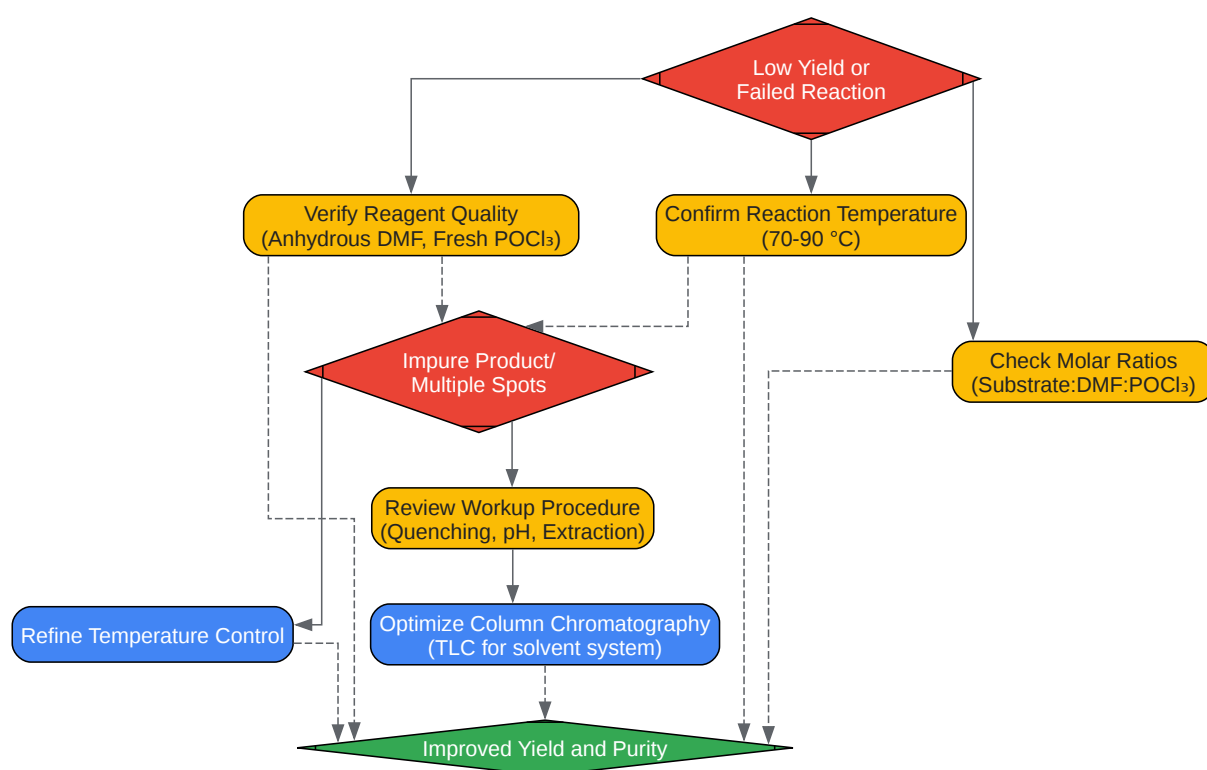 Low Yield or
Failed Reaction
Verify Reagent Quality
(Anhydrous DMF, Fresh POCl₃)
Confirm Reaction Temperature
(70-90 °C)
Impure Product/
Multiple Spots
Check Molar Ratios
(Substrate:DMF:POCl₃)
Review Workup Procedure
(Quenching, pH, Extraction)
Refine Temperature Control
Optimize Column Chromatography
(TLC for solvent system)
Improved Yield and Purity